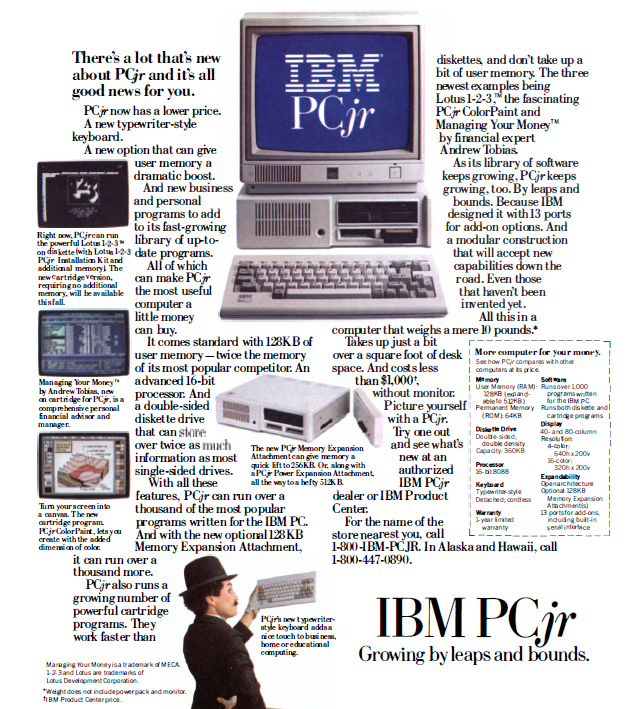 There's a lot that's new
about PCjr and it's all
good news for you.
PCjr now has a lower price.
A new typewriter-style
keyboard.
A new option that can give
user memory a
dramatic boost.
And new business
and personal
programs to add
to its fast-growing
library of up-to-
date programs.
All of which
can make PCjr
the most useful
computer a
little money
can buy.
It comes standard with 128KB of
user memory — twice the memory
of its most popular competitor. An
advanced 16-bit
processor. And
a double-sided
diskette drive
that can store
over twice as much
information as most
single-sided drives.
With all these
features, PCjr can run over a
thousand of the most popular
programs written for the IBM PC.
And with the new optional 128KB
Memory Expansion Attachment,
it can run over a
thousand more.
PCjr also runs a
growing number of
powerful cartridge
programs. They
work faster than
diskettes, and don't take up a
bit of user memory. The three
newest examples being
Lotus 1-2-3,™ the fascinating
PCjr ColorPaint and
Managing Your Money™
by financial expert
Andrew Tobias.
As its library of software
keeps growing, PCjr keeps
growing, too. By leaps and
bounds. Because IBM
designed it with 13 ports
for add-on options. And
a modular construction
that will accept new
capabilities down the
road. Even those
that haven't been
invented yet.
All this in a
computer that weighs a mere 10 pounds.*
Takes up just a bit
over a square foot of desk
space. And costs less
than $1,000†,
without monitor.
Picture yourself
with a PCjr.
Try one out
and see what's
new at an
authorized
IBM PCjr
dealer or IBM Product
Center.
For the name of the
store nearest you, call
1-800-IBM-PCJR. In Alaska and Hawaii, call
1-800-447-0890.
IBM
PCjr
Right now, PCjr can run
the powerful Lotus 1-2-3™
on diskette (with Lotus 1-2-3
PCjr Installation Kit and
additional memory). The
new cartridge version,
requiring no additional
memory, will be available
this fall.
Managing Your Money™
by Andrew Tobias, new
on cartridge for PCjr, is a
comprehensive personal
financial advisor and
manager.
Turn your screen into
a canvas. The new
cartridge program,
PCjr ColorPaint, lets you
create with the added
dimension of color.
The new PCjr Memory Expansion
Attachment can give memory a
quick lift to 256KB. Or, along with
a PCjr Power Expansion Attachment,
all the way to a hefty 512KB.
More computer for your money.
See how PCjr compares with other
computers at its price.
Memory
User Memory (RAM):
128KB (expand-
able to 512KB)
Permanent Memory
(ROM): 64KB
Diskette Drive
Double-sided,
double density
Capacity: 360KB
Processor
16-bit 8088
Keyboard
Typewriter-style
Detached; cordless
Warranty
1-year limited
warranty
Software
Runs over 1,000
programs written
for the IBM PC
Runs both diskette and
cartridge programs
Display
40- and 80-column
Resolution
4-color:
640h x 200v
16-color:
320h x 200v
Expandability
Open architecture
Optional 128KB
Memory Expansion
Attachment(s)
13 ports for add-ons,
including built-in
serial interface
PCjr's new typewriter-
style keyboard adds a
nice touch to business,
home or educational
computing.
IBM PCjr
Growing by leaps and bounds.
Managing Your Money is a trademark of MECA.
1-2-3 and Lotus are trademarks of
Lotus Development Corporation.
*Weight does not include power pack and monitor.
†IBM Product Center price.